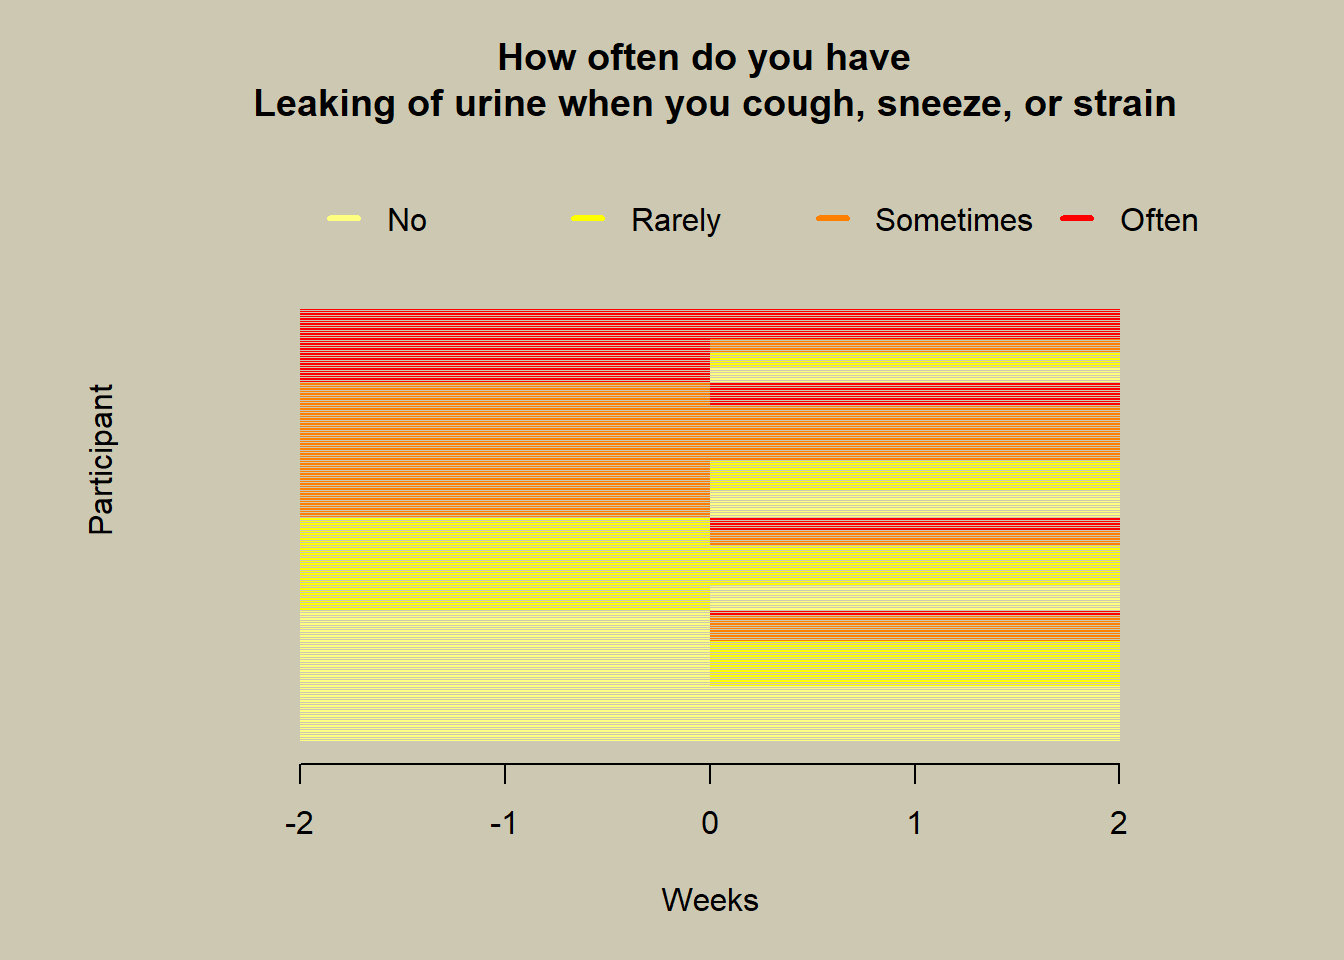 How often do you have
Leaking of urine when you cough, sneeze, or strain
No Rarely Sometimes Often
Participant
-2 -1 0 1 2
Weeks